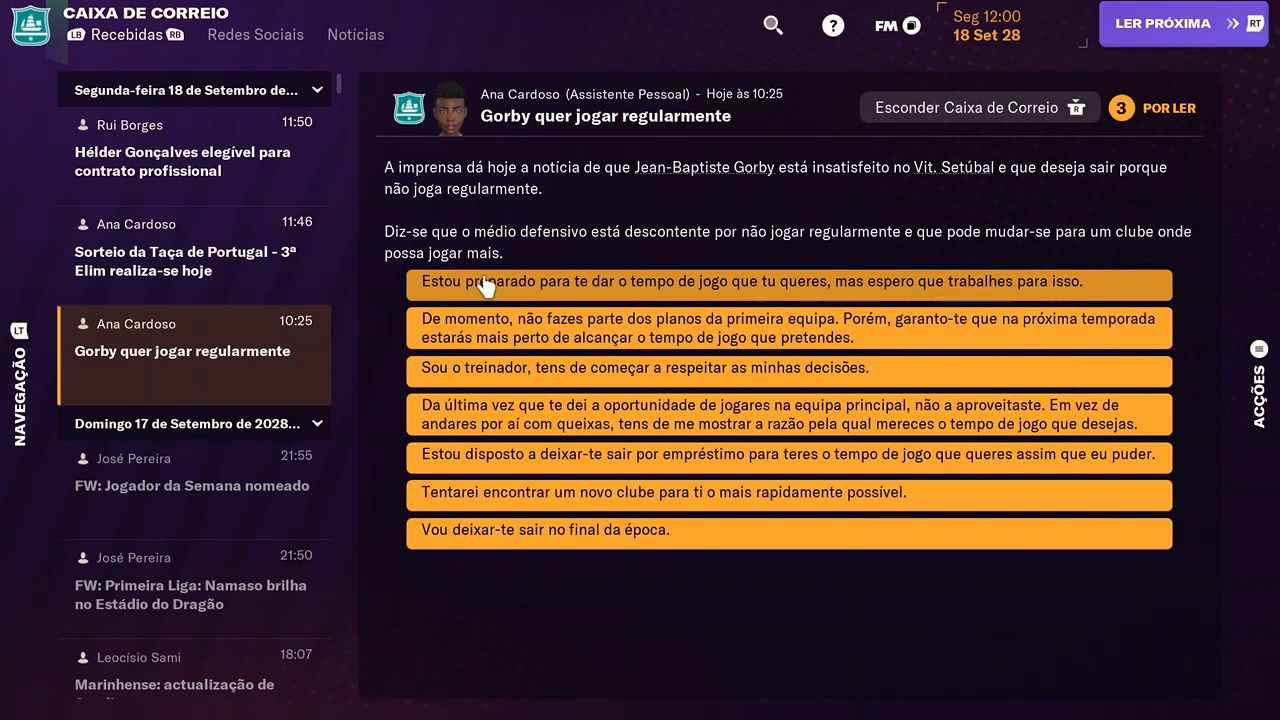 CAIXA DE CORREIO
LB Recebidas RB Redes Sociais Notícias
FM
Seg 12:00
18 Set 28
LER PRÓXIMA RT
Segunda-feira 18 de Setembro de...
Rui Borges 11:50
Hélder Gonçalves elegível para
contrato profissional
Ana Cardoso 11:46
Sorteio da Taça de Portugal - 3ª
Elim realiza-se hoje
Ana Cardoso 10:25
Gorby quer jogar regularmente
Domingo 17 de Setembro de 2028...
José Pereira 21:55
FW: Jogador da Semana nomeado
José Pereira 21:50
FW: Primeira Liga: Namaso brilha
no Estádio do Dragão
Leocísio Sami 18:07
Marinhense: actualização de
LT
NAVEGAÇÃO
Ana Cardoso (Assistente Pessoal) - Hoje às 10:25
Gorby quer jogar regularmente
Esconder Caixa de Correio R
3 POR LER
A imprensa dá hoje a notícia de que Jean-Baptiste Gorby está insatisfeito no Vit. Setúbal e que deseja sair porque
não joga regularmente.
Diz-se que o médio defensivo está descontente por não jogar regularmente e que pode mudar-se para um clube onde
possa jogar mais.
Estou preparado para te dar o tempo de jogo que tu queres, mas espero que trabalhes para isso.
De momento, não fazes parte dos planos da primeira equipa. Porém, garanto-te que na próxima temporada
estarás mais perto de alcançar o tempo de jogo que pretendes.
Sou o treinador, tens de começar a respeitar as minhas decisões.
Da última vez que te dei a oportunidade de jogares na equipa principal, não a aproveitaste. Em vez de
andares por aí com queixas, tens de me mostrar a razão pela qual mereces o tempo de jogo que desejas.
Estou disposto a deixar-te sair por empréstimo para teres o tempo de jogo que queres assim que eu puder.
Tentarei encontrar um novo clube para ti o mais rapidamente possível.
Vou deixar-te sair no final da época.
ACÇÕES